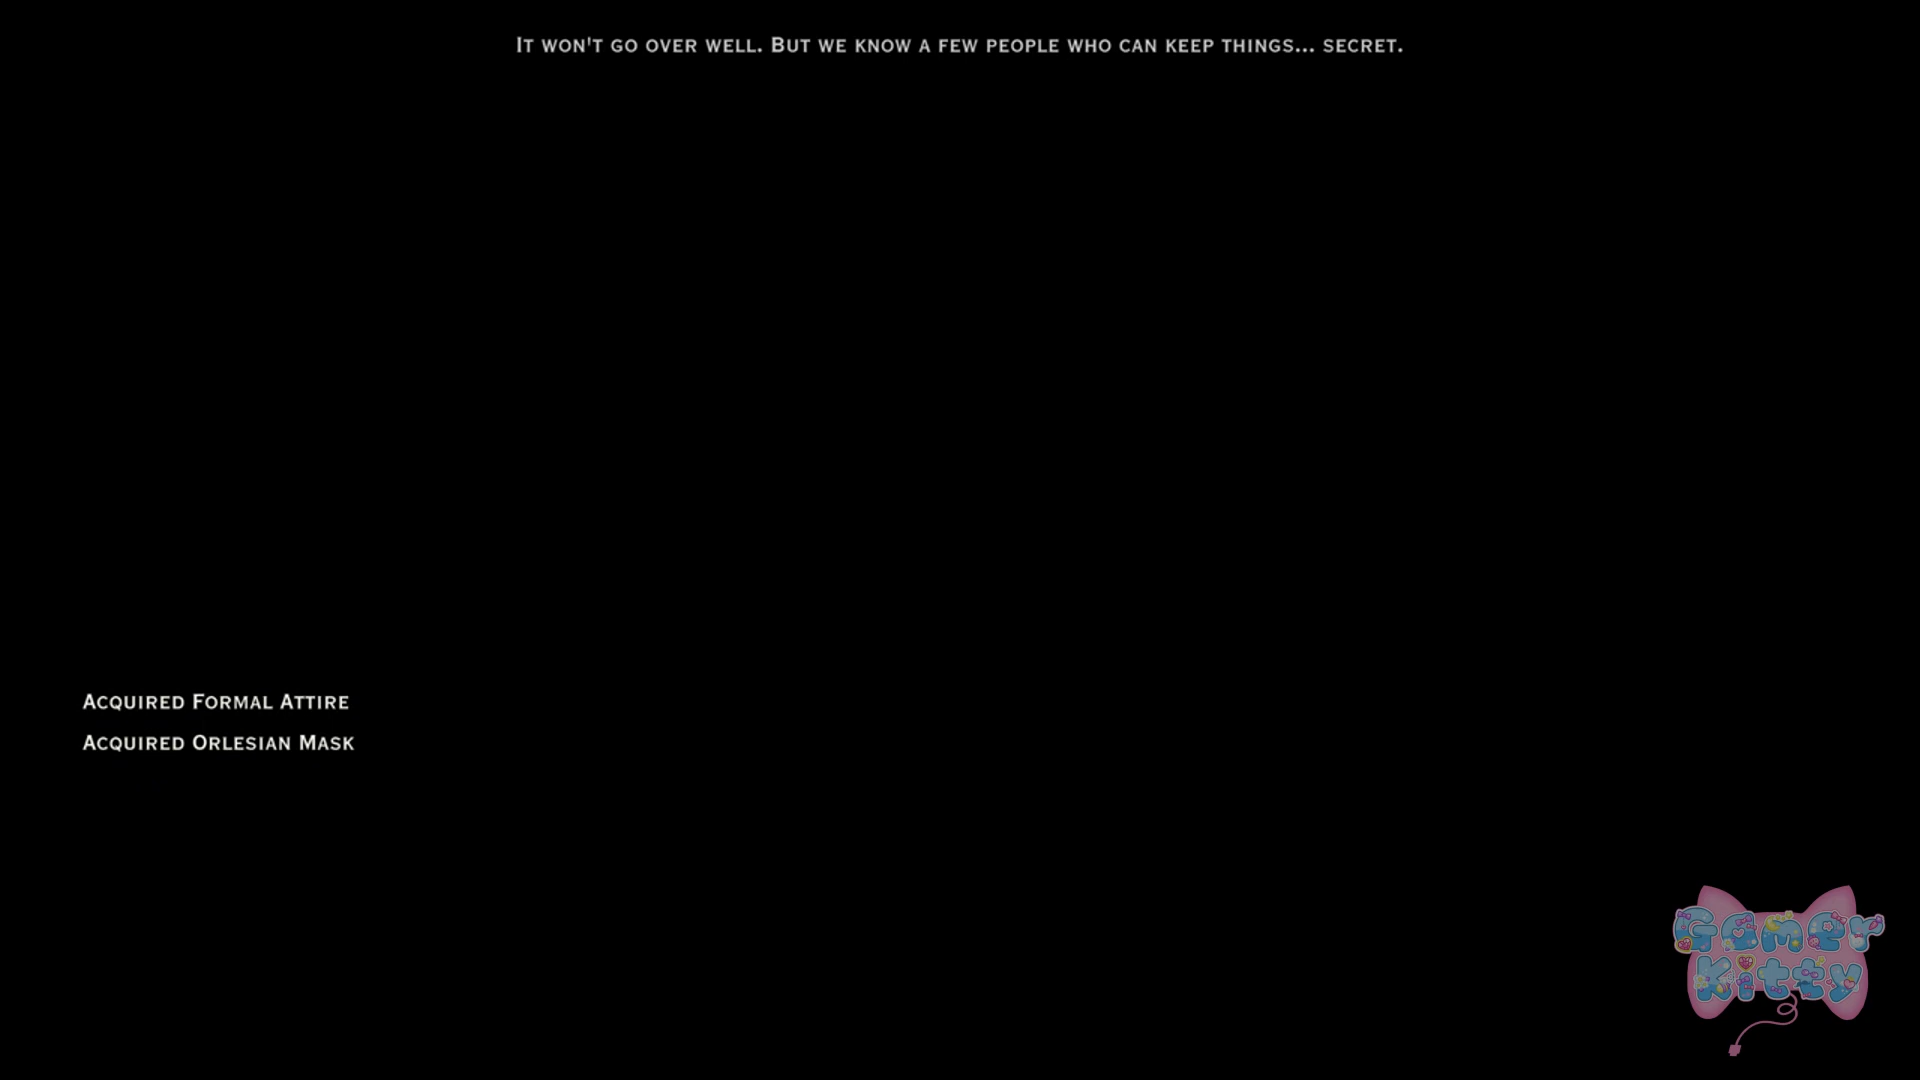 It won't go over well. But we know a few people who can keep things... secret.
Acquired Formal Attire
Acquired Orlesian Mask
Gamer
Kitty